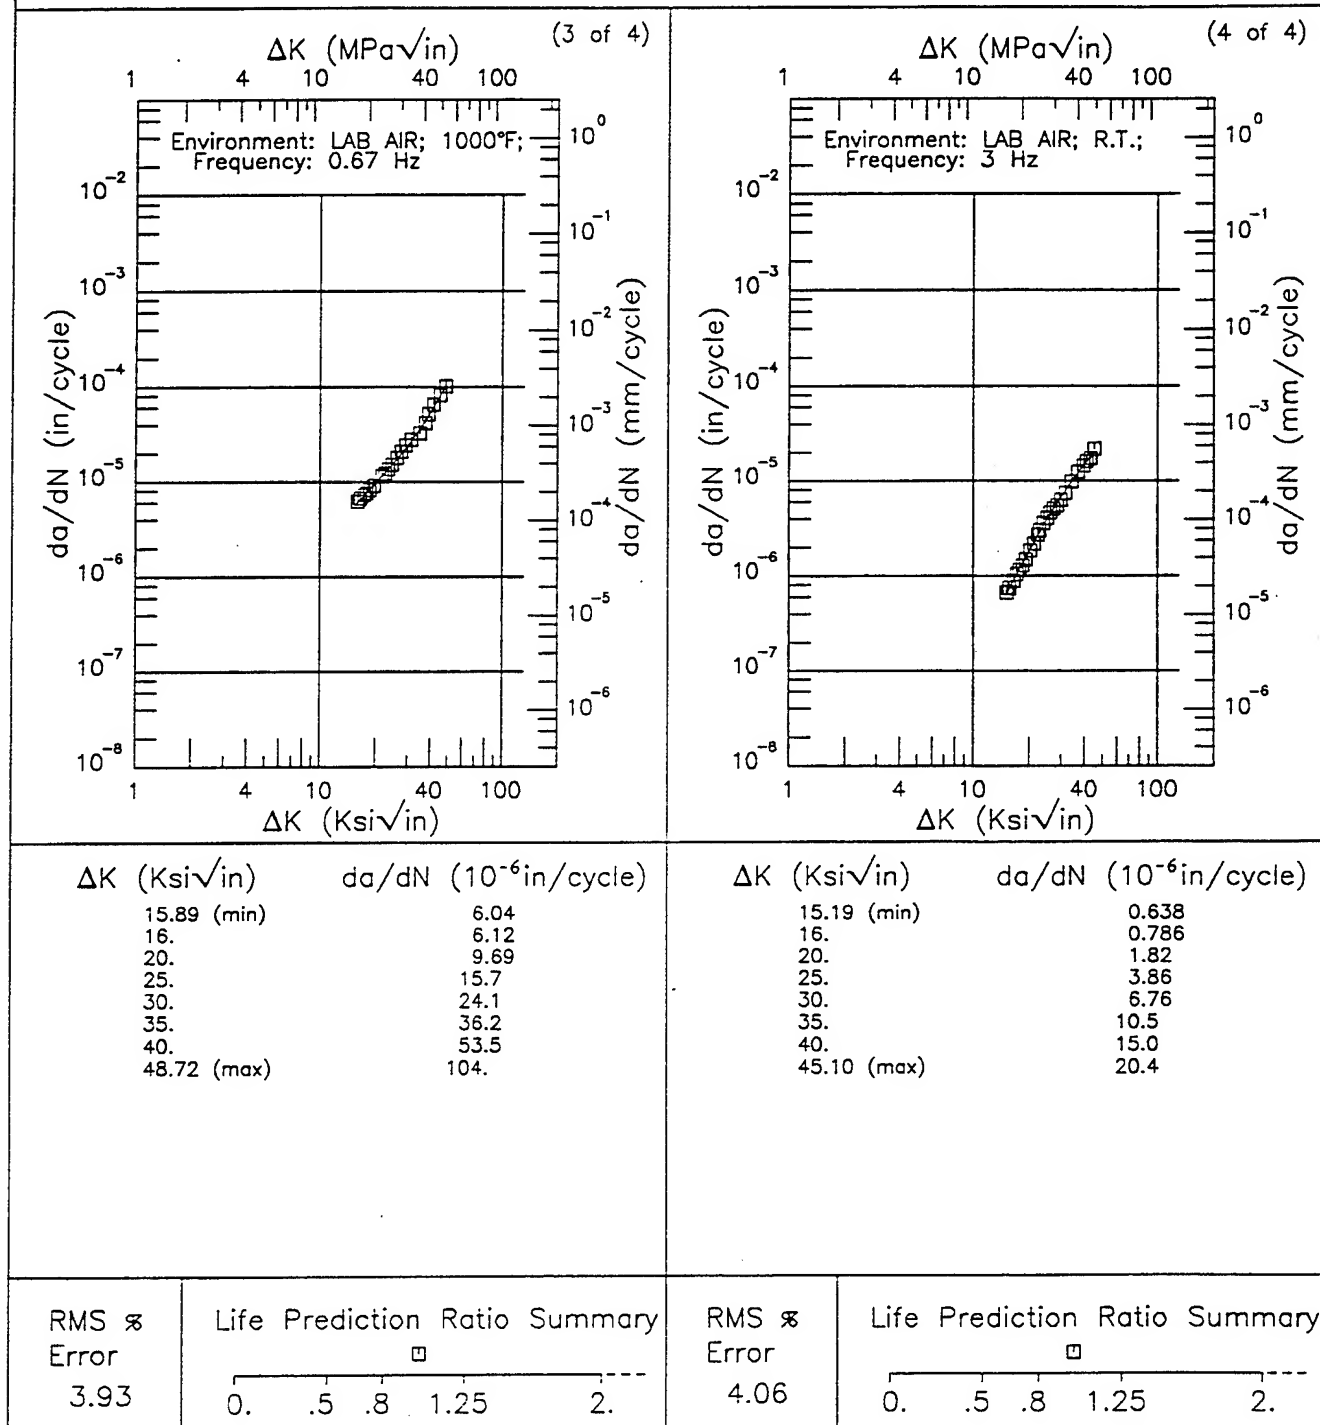 (3 of 4)
ΔK (MPa√in)
1 4 10 40 100
Environment: LAB AIR; 1000°F;
Frequency: 0.67 Hz
da/dN (in/cycle)
10⁻²
10⁻³
10⁻⁴
10⁻⁵
10⁻⁶
10⁻⁷
10⁻⁸
da/dN (mm/cycle)
10⁰
10⁻¹
10⁻²
10⁻³
10⁻⁴
10⁻⁵
10⁻⁶
1 4 10 40 100
ΔK (Ksi√in)
ΔK (Ksi√in) da/dN (10⁻⁶in/cycle)
15.89 (min) 6.04
16. 6.12
20. 9.69
25. 15.7
30. 24.1
35. 36.2
40. 53.5
48.72 (max) 104.
RMS %
Error
3.93
Life Prediction Ratio Summary
0. .5 .8 1.25 2.
(4 of 4)
ΔK (MPa√in)
1 4 10 40 100
Environment: LAB AIR; R.T.;
Frequency: 3 Hz
da/dN (in/cycle)
10⁻²
10⁻³
10⁻⁴
10⁻⁵
10⁻⁶
10⁻⁷
10⁻⁸
da/dN (mm/cycle)
10⁰
10⁻¹
10⁻²
10⁻³
10⁻⁴
10⁻⁵
10⁻⁶
1 4 10 40 100
ΔK (Ksi√in)
ΔK (Ksi√in) da/dN (10⁻⁶in/cycle)
15.19 (min) 0.638
16. 0.786
20. 1.82
25. 3.86
30. 6.76
35. 10.5
40. 15.0
45.10 (max) 20.4
RMS %
Error
4.06
Life Prediction Ratio Summary
0. .5 .8 1.25 2.